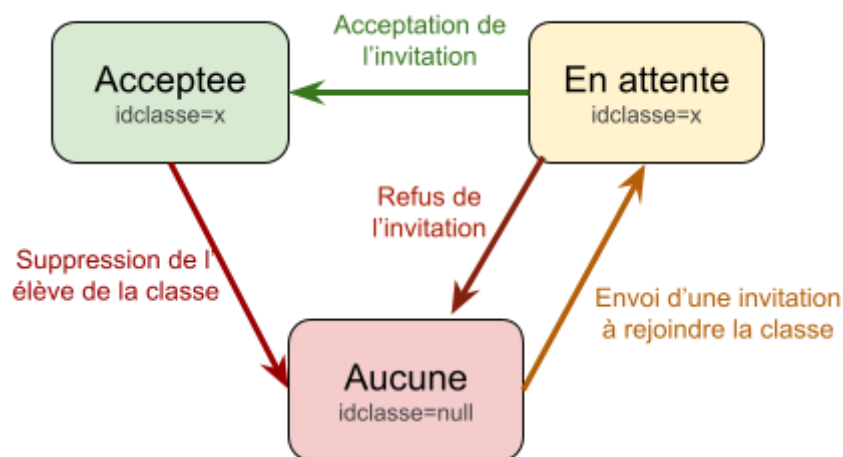 Acceptation de
l'invitation
Acceptee
idclasse=x
En attente
idclasse=x
Refus de
l'invitation
Suppression de l'
élève de la classe
Envoi d'une invitation
à rejoindre la classe
Aucune
idclasse=null